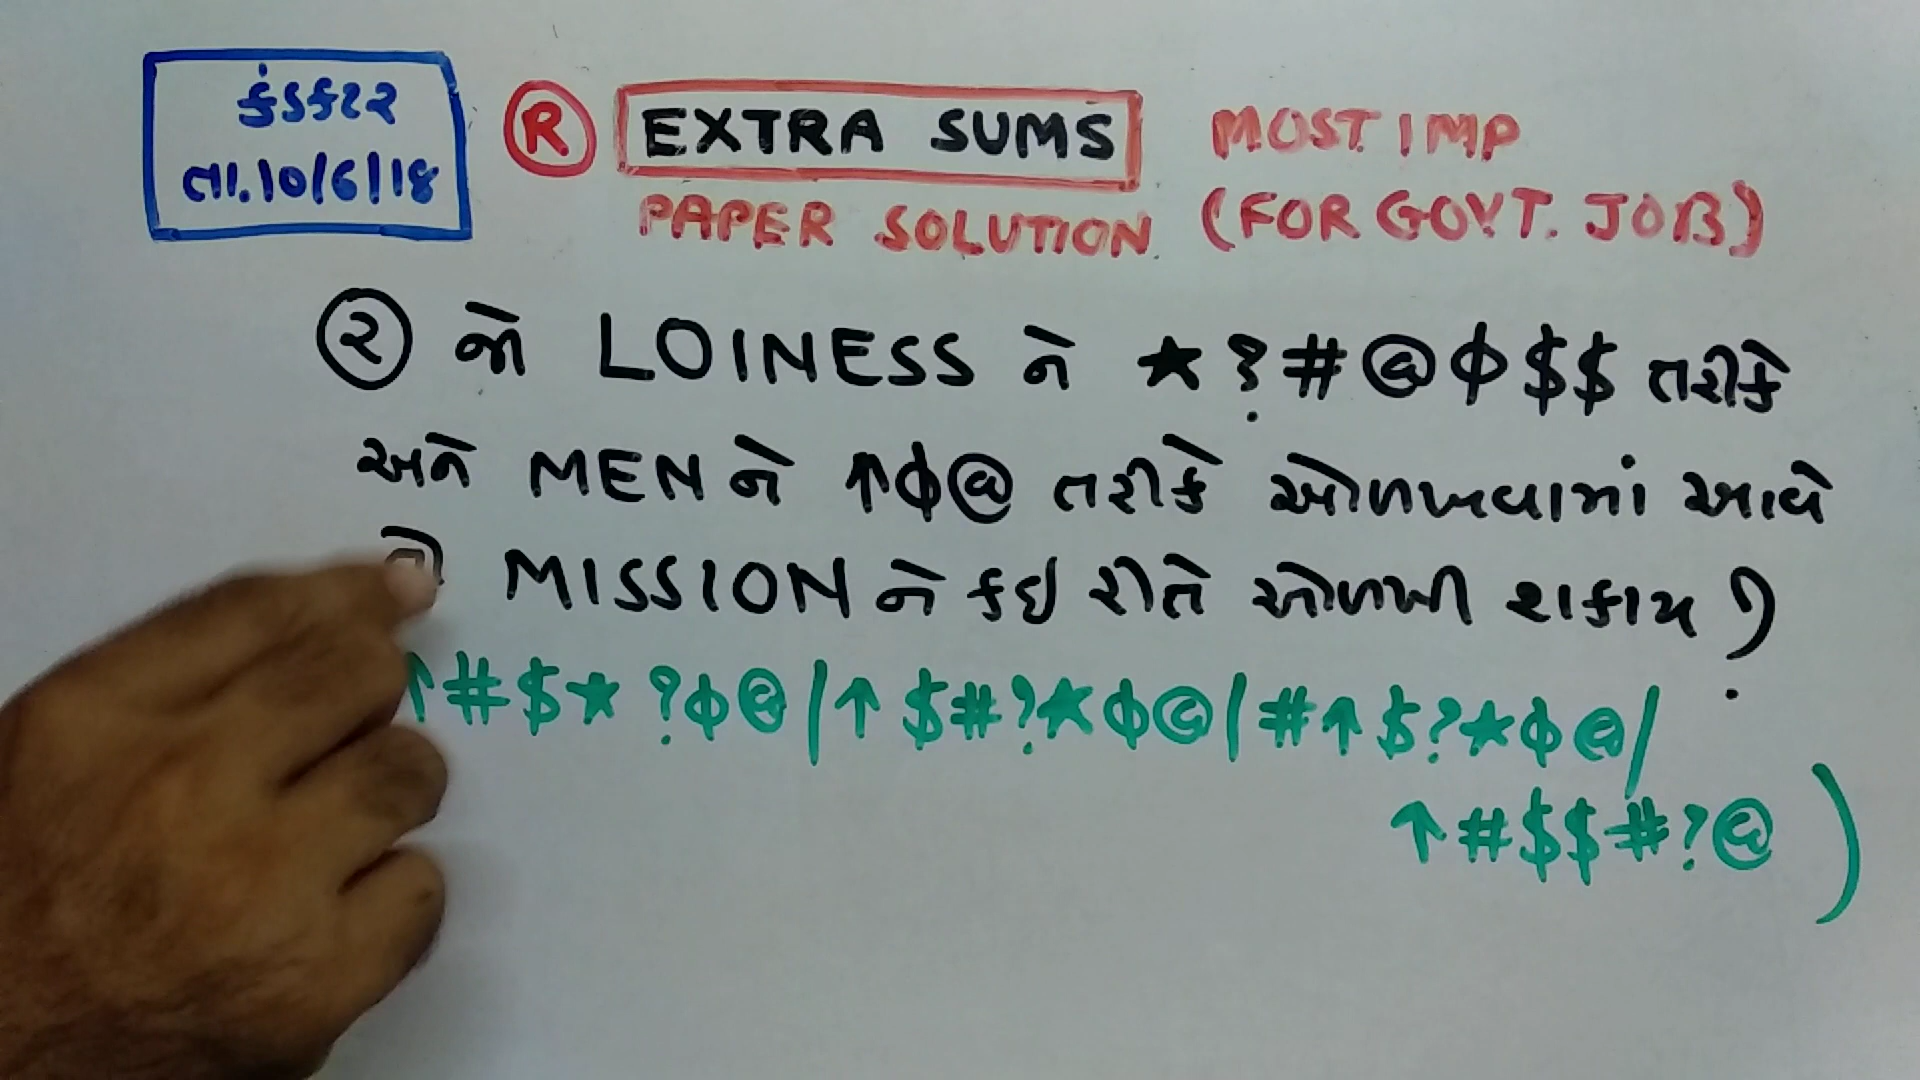 કંડકટર
તા.10/6/18
R EXTRA SUMS MOST IMP
PAPER SOLUTION (FOR GOVT. JOB)
૨ જો LOINESS ને ★?#@ϕ$$ તરીકે
અને MEN ને ↑ϕ@ તરીકે ઓળખવામાં આવે
તો MISSION ને કઇ રીતે ઓળખી શકાય ?
↑#$★?ϕ@/↑$#?★ϕ@/#↑$?★ϕ@/
↑#$$#?@)